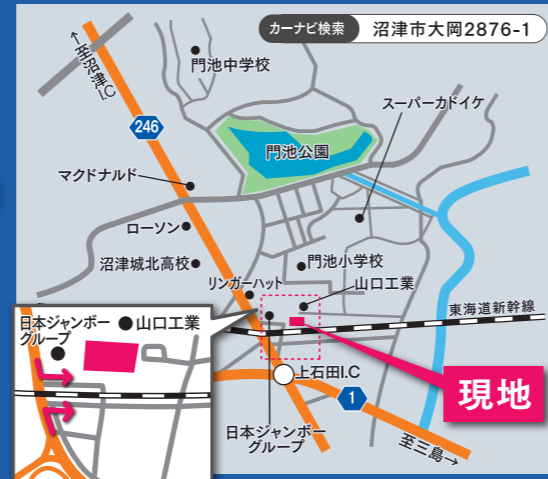 カーナビ検索 沼津市大岡2876-1
←至沼津I.C
門池中学校
246
スーパーカドイケ
門池公園
マクドナルド
ローソン
沼津城北高校
門池小学校
リンガーハット
山口工業
東海道新幹線
日本ジャンボー
グループ
山口工業
上石田I.C
現地
1
日本ジャンボー
グループ
至三島→